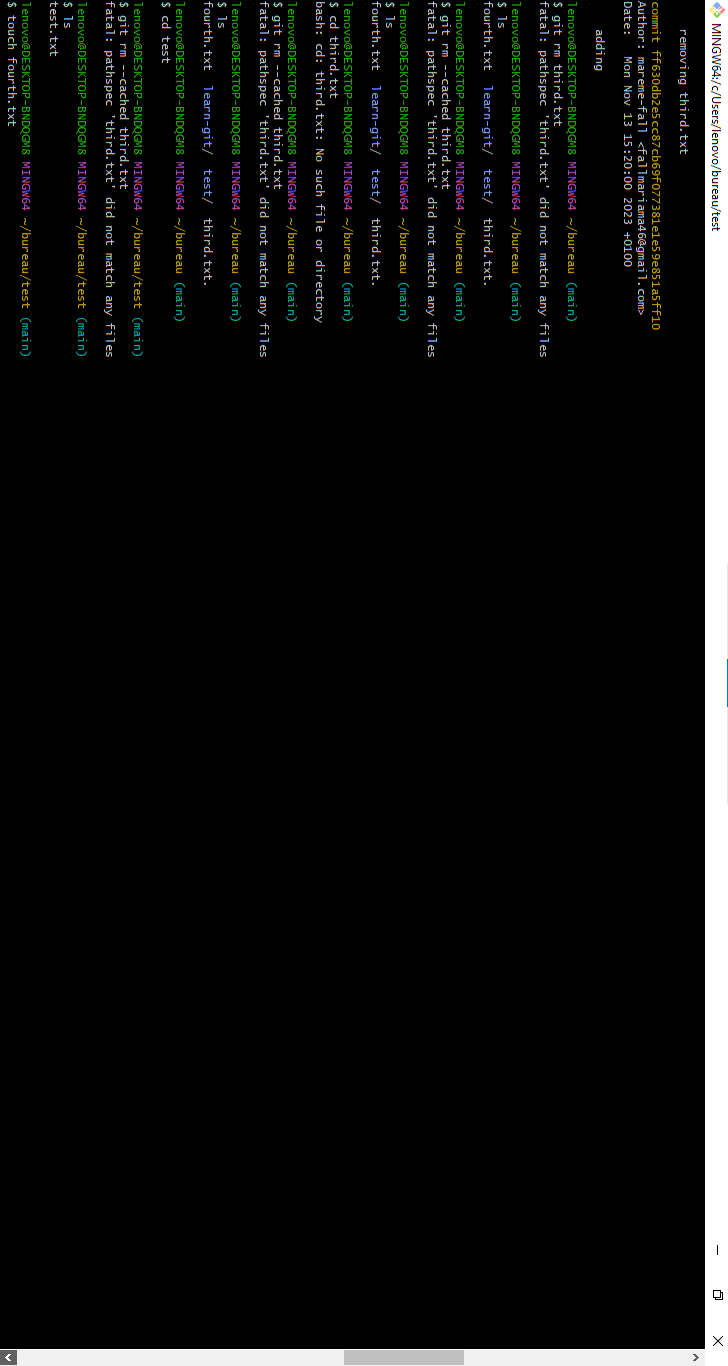 MINGW64:/c/Users/lenovo/bureau/test
removing third.txt
commit ff630db2e5cc87cb69f077381e1e59e851a5ff10
Author: mareme-fall <fallmariama46@gmail.com>
Date:   Mon Nov 13 15:20:00 2023 +0100
adding
lenovo@DESKTOP-BNDQGM8 MINGW64 ~/bureau (main)
$ git rm third.txt
fatal: pathspec 'third.txt' did not match any files
lenovo@DESKTOP-BNDQGM8 MINGW64 ~/bureau (main)
$ ls
fourth.txt  learn-git/  test/  third.txt.
lenovo@DESKTOP-BNDQGM8 MINGW64 ~/bureau (main)
$ git rm --cached third.txt
fatal: pathspec 'third.txt' did not match any files
lenovo@DESKTOP-BNDQGM8 MINGW64 ~/bureau (main)
$ ls
fourth.txt  learn-git/  test/  third.txt.
lenovo@DESKTOP-BNDQGM8 MINGW64 ~/bureau (main)
$ cd third.txt
bash: cd: third.txt: No such file or directory
lenovo@DESKTOP-BNDQGM8 MINGW64 ~/bureau (main)
$ git rm --cached third.txt
fatal: pathspec 'third.txt' did not match any files
lenovo@DESKTOP-BNDQGM8 MINGW64 ~/bureau (main)
$ ls
fourth.txt  learn-git/  test/  third.txt.
lenovo@DESKTOP-BNDQGM8 MINGW64 ~/bureau (main)
$ cd test
lenovo@DESKTOP-BNDQGM8 MINGW64 ~/bureau/test (main)
$ git rm --cached third.txt
fatal: pathspec 'third.txt' did not match any files
lenovo@DESKTOP-BNDQGM8 MINGW64 ~/bureau/test (main)
$ ls
test.txt
lenovo@DESKTOP-BNDQGM8 MINGW64 ~/bureau/test (main)
$ touch fourth.txt